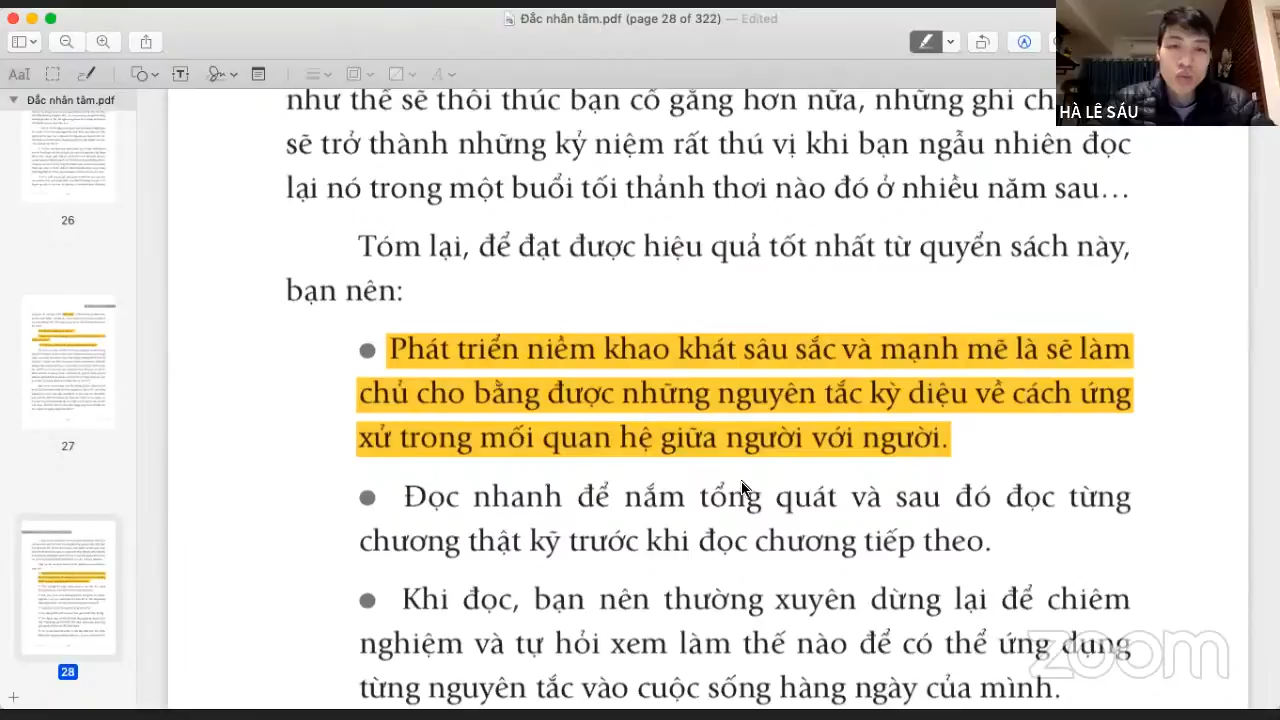 Đắc nhân tâm.pdf (page 28 of 322) — Edited
HÀ LÊ SÁU
Đắc nhân tâm.pdf
26
27
28
như thế sẽ thôi thúc bạn cố gắng hơn nữa, những ghi
sẽ trở thành những kỷ niệm rất thú vị khi bạn ngẫu nhiên đọc
lại nó trong một buổi tối thảnh thơi nào đó ở nhiều năm sau…
Tóm lại, để đạt được hiệu quả tốt nhất từ quyển sách này,
bạn nên:
● Phát triển niềm khao khát sâu sắc và mạnh mẽ là sẽ làm
chủ cho bằng được những nguyên tắc kỳ diệu về cách ứng
xử trong mối quan hệ giữa người với người.
● Đọc nhanh để nắm tổng quát và sau đó đọc từng
chương thật kỹ trước khi đọc chương tiếp theo.
● Khi đọc, bạn nên thường xuyên dừng lại để chiêm
nghiệm và tự hỏi xem làm thế nào để có thể ứng dụng
từng nguyên tắc vào cuộc sống hàng ngày của mình.
zoom